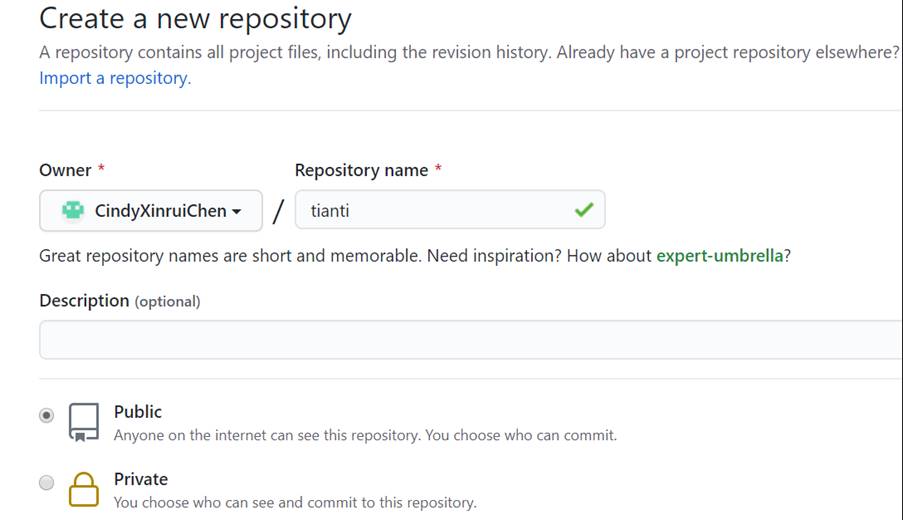 Create a new repository
A repository contains all project files, including the revision history. Already have a project repository elsewhere?
Import a repository.
Owner *
Repository name *
CindyXinruiChen
/
tianti
Great repository names are short and memorable. Need inspiration? How about expert-umbrella?
Description (optional)
Public
Anyone on the internet can see this repository. You choose who can commit.
Private
You choose who can see and commit to this repository.